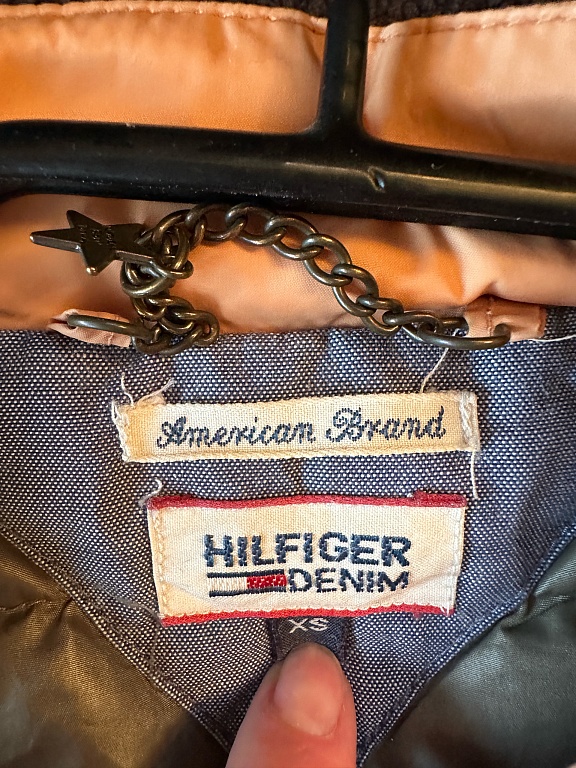 American Brand
HILFIGER
DENIM
XS